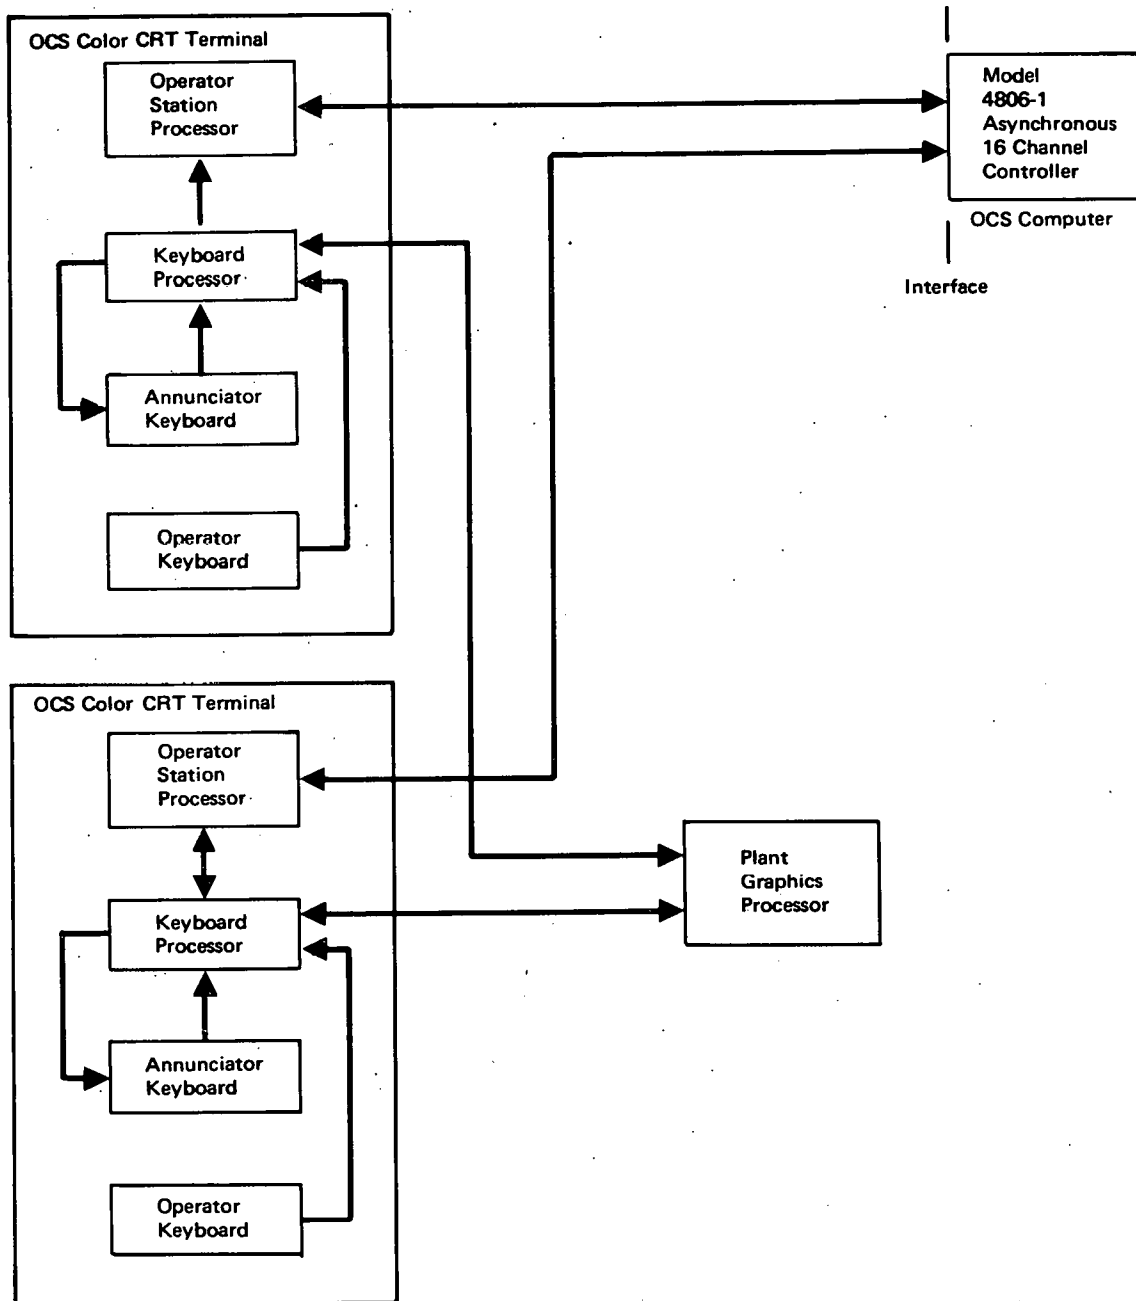 OCS Color CRT Terminal
Operator
Station
Processor
Keyboard
Processor
Annunciator
Keyboard
Operator
Keyboard
Model
4806-1
Asynchronous
16 Channel
Controller
OCS Computer
Interface
OCS Color CRT Terminal
Operator
Station
Processor
Keyboard
Processor
Annunciator
Keyboard
Operator
Keyboard
Plant
Graphics
Processor